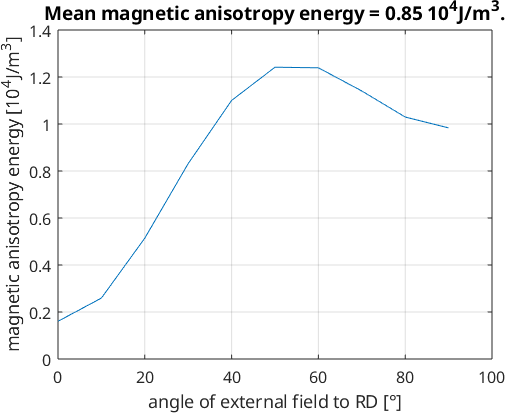 Mean magnetic anisotropy energy = 0.85 10⁴J/m³.
magnetic anisotropy energy [10⁴J/m³]
1.4
1.2
1
0.8
0.6
0.4
0.2
0
0 20 40 60 80 100
angle of external field to RD [°]